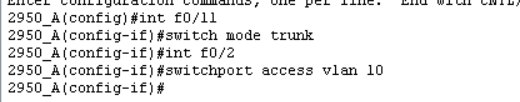 Enter configuration commands, one per line. End with CNTL/
2950_A(config)#int f0/11
2950_A(config-if)#switch mode trunk
2950_A(config-if)#int f0/2
2950_A(config-if)#switchport access vlan 10
2950_A(config-if)#